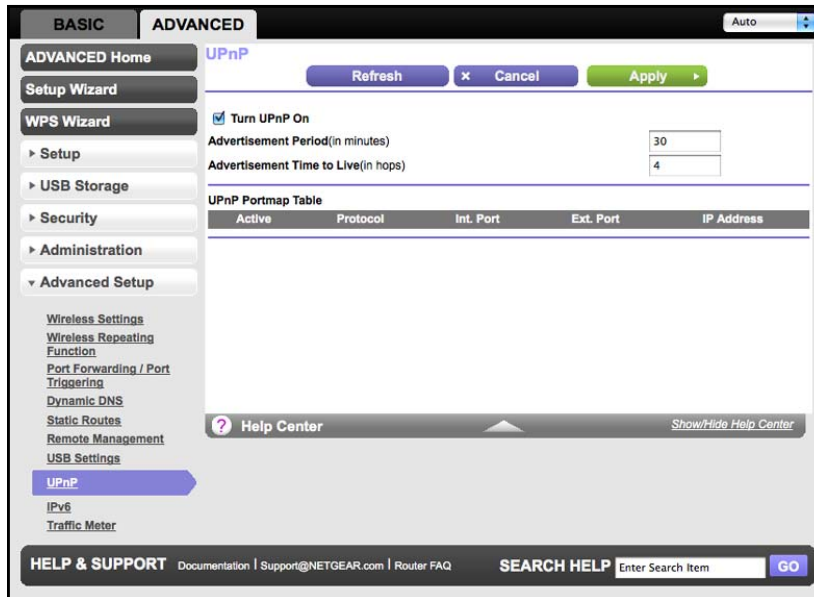 BASIC
ADVANCED
Auto
ADVANCED Home
Setup Wizard
WPS Wizard
Setup
USB Storage
Security
Administration
Advanced Setup
Wireless Settings
Wireless Repeating
Function
Port Forwarding / Port
Triggering
Dynamic DNS
Static Routes
Remote Management
USB Settings
UPnP
IPv6
Traffic Meter
UPnP
Refresh
× Cancel
Apply
Turn UPnP On
Advertisement Period(in minutes) 30
Advertisement Time to Live(in hops) 4
UPnP Portmap Table
Active Protocol Int. Port Ext. Port IP Address
? Help Center Show/Hide Help Center
HELP & SUPPORT Documentation | Support@NETGEAR.com | Router FAQ SEARCH HELP Enter Search Item GO